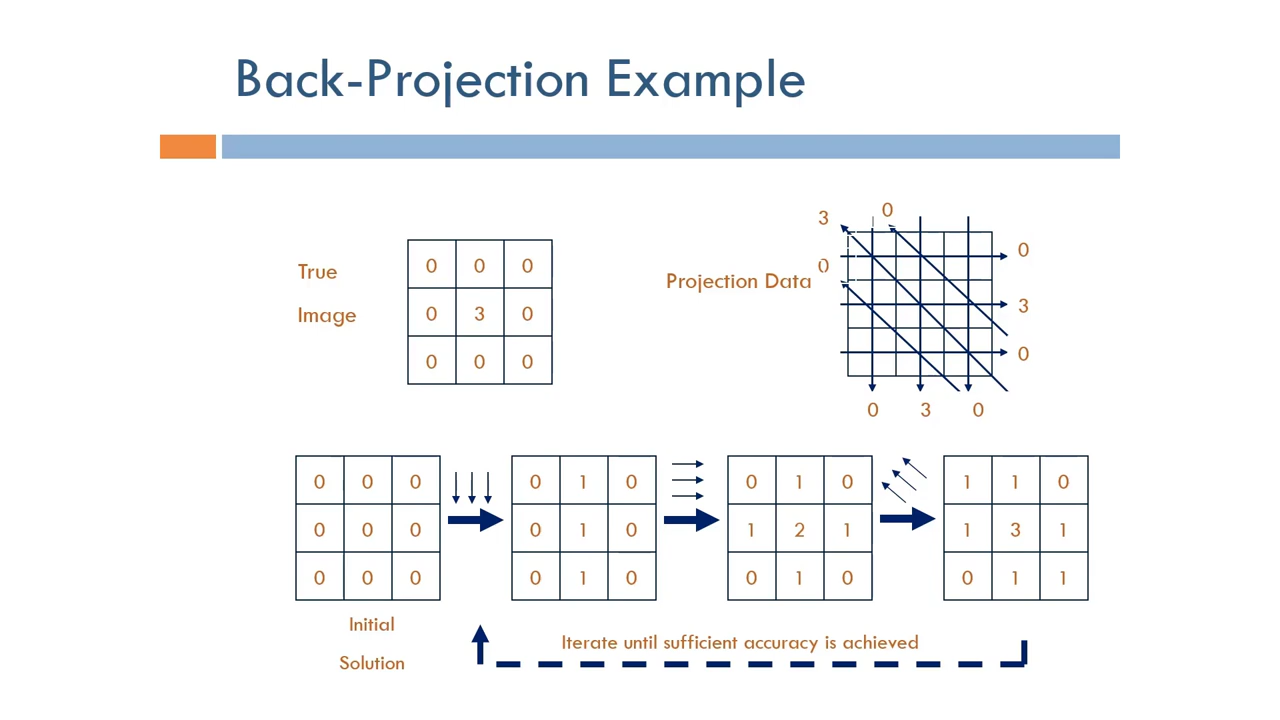 Back-Projection Example
True
Image
0 0 0
0 3 0
0 0 0
Projection Data
3 0
0
0
3
0
0 3 0
0 0 0
0 0 0
0 0 0
0 1 0
0 1 0
0 1 0
0 1 0
1 2 1
0 1 0
1 1 0
1 3 1
0 1 1
Initial
Solution
Iterate until sufficient accuracy is achieved